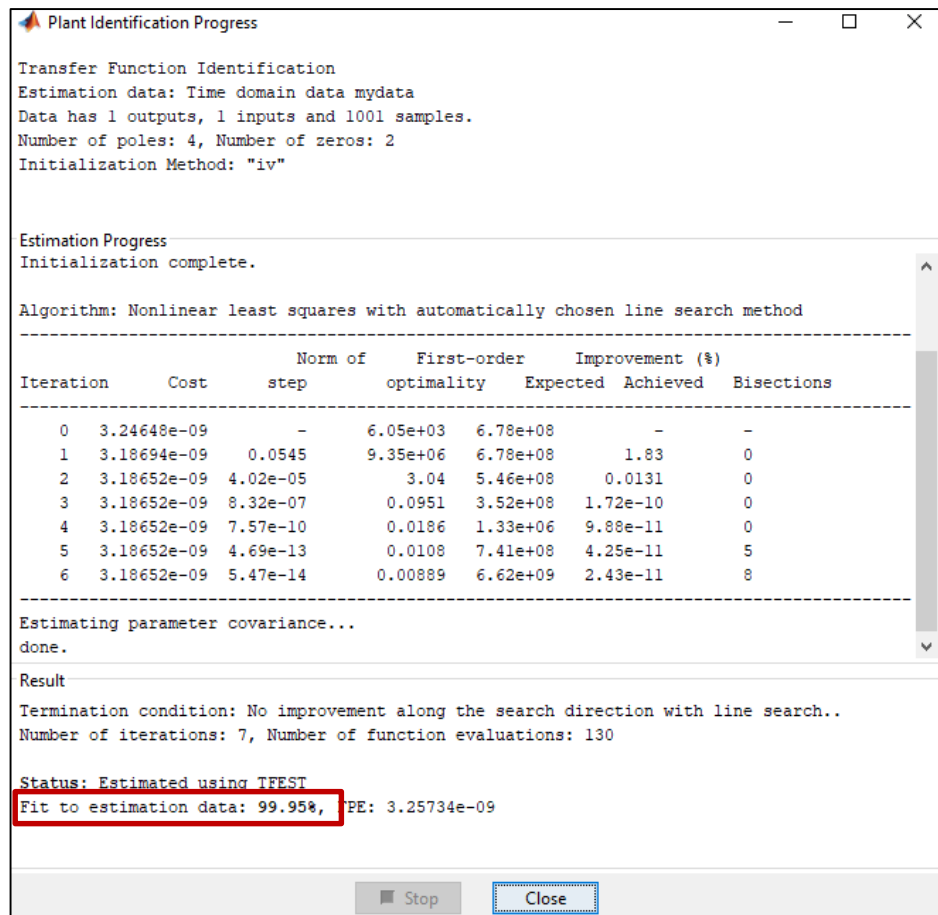 Plant Identification Progress
Transfer Function Identification
Estimation data: Time domain data mydata
Data has 1 outputs, 1 inputs and 1001 samples.
Number of poles: 4, Number of zeros: 2
Initialization Method: "iv"
Estimation Progress
Initialization complete.
Algorithm: Nonlinear least squares with automatically chosen line search method
------------------------------------------------------------------------------------------
Norm of First-order Improvement (%)
Iteration Cost step optimality Expected Achieved Bisections
------------------------------------------------------------------------------------------
0 3.24648e-09 - 6.05e+03 6.78e+08 - -
1 3.18694e-09 0.0545 9.35e+06 6.78e+08 1.83 0
2 3.18652e-09 4.02e-05 3.04 5.46e+08 0.0131 0
3 3.18652e-09 8.32e-07 0.0951 3.52e+08 1.72e-10 0
4 3.18652e-09 7.57e-10 0.0186 1.33e+06 9.88e-11 0
5 3.18652e-09 4.69e-13 0.0108 7.41e+08 4.25e-11 5
6 3.18652e-09 5.47e-14 0.00889 6.62e+09 2.43e-11 8
------------------------------------------------------------------------------------------
Estimating parameter covariance...
done.
Result
Termination condition: No improvement along the search direction with line search..
Number of iterations: 7, Number of function evaluations: 130
Status: Estimated using TFEST
Fit to estimation data: 99.95%, FPE: 3.25734e-09
Stop Close